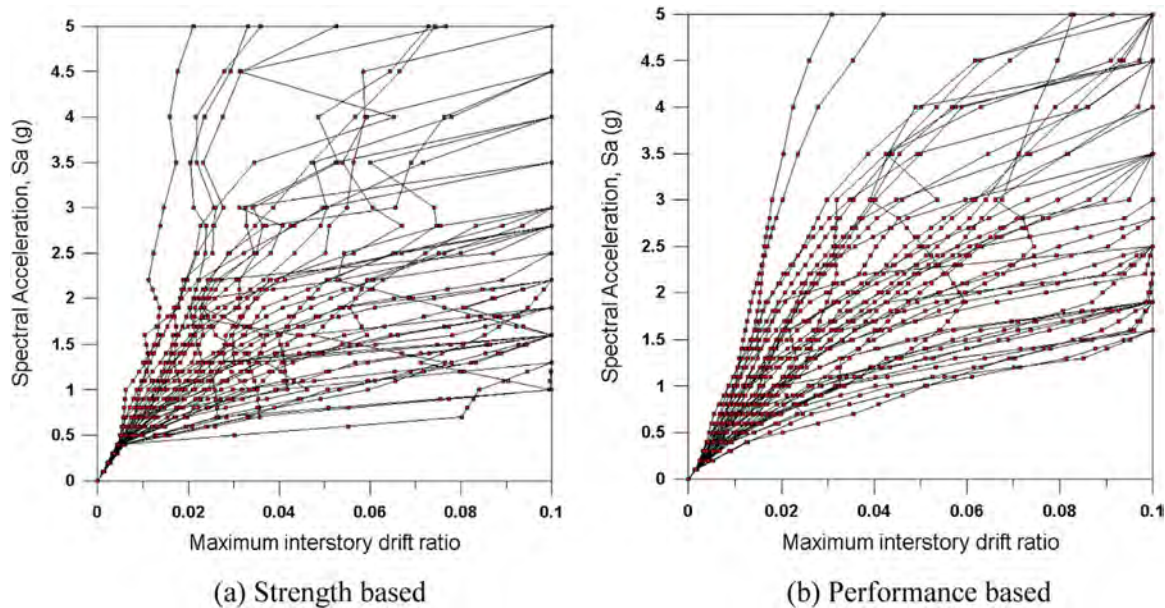 Spectral Acceleration, Sa (g)
5
4.5
4
3.5
3
2.5
2
1.5
1
0.5
0
0 0.02 0.04 0.06 0.08 0.1
Maximum interstory drift ratio
(a) Strength based
Spectral Acceleration, Sa (g)
5
4.5
4
3.5
3
2.5
2
1.5
1
0.5
0
0 0.02 0.04 0.06 0.08 0.1
Maximum interstory drift ratio
(b) Performance based